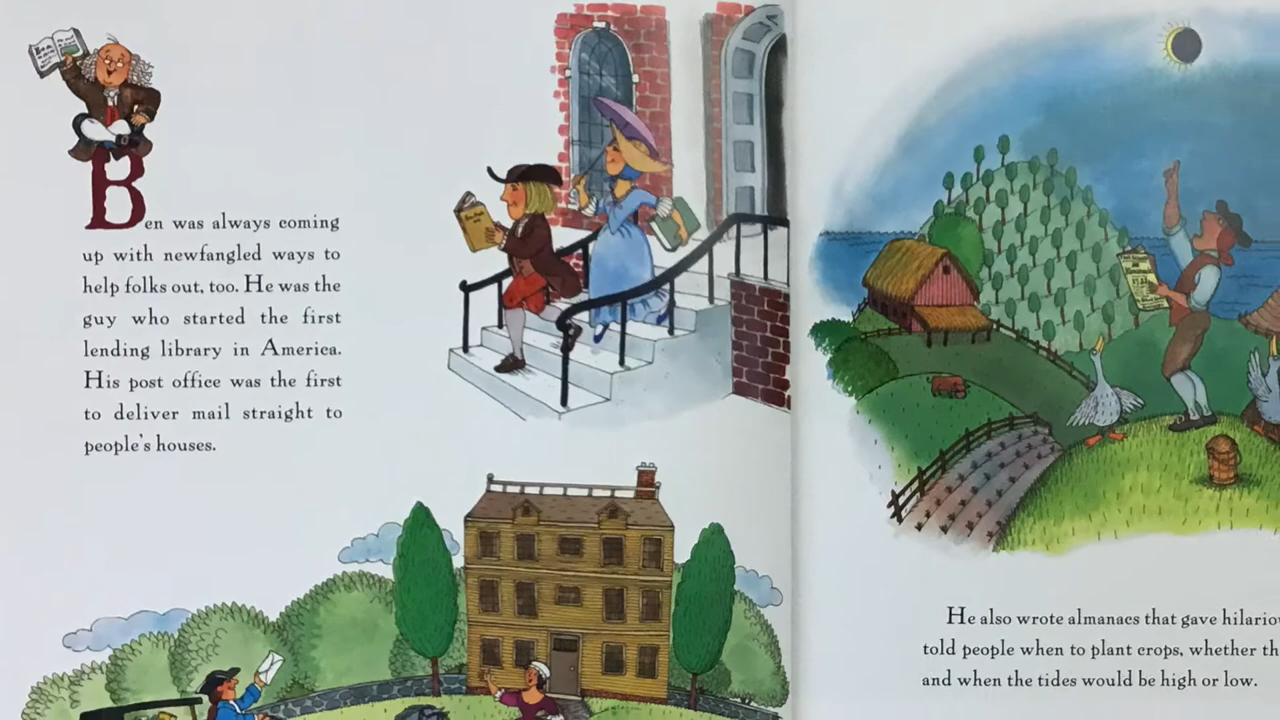 Ben was always coming
up with newfangled ways to
help folks out, too. He was the
guy who started the first
lending library in America.
His post office was the first
to deliver mail straight to
people's houses.
He also wrote almanacs that gave
told people when to plant crops, whether
and when the tides would be high or low.